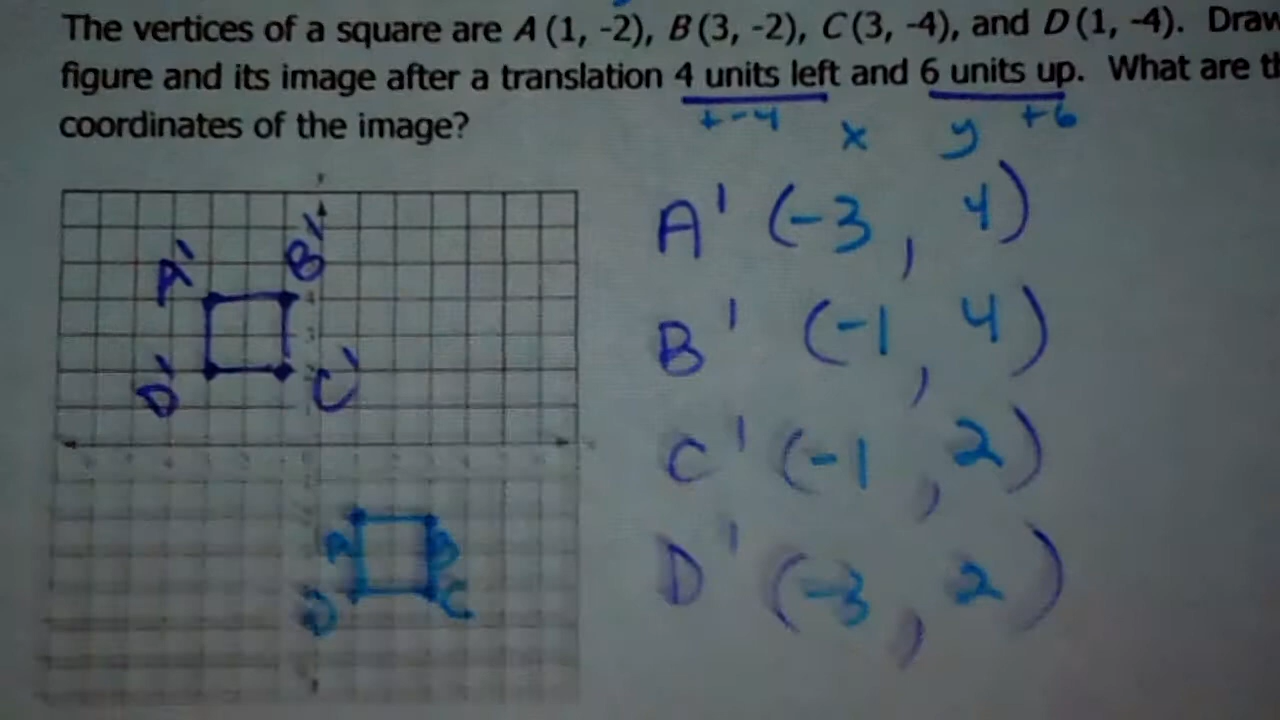 The vertices of a square are A (1, -2), B (3, -2), C (3, -4), and D (1, -4). Draw
figure and its image after a translation 4 units left and 6 units up. What are
coordinates of the image?
+-4 x y +6
A' (-3, 4)
B' (-1, 4)
C' (-1, 2)
D' (-3, 2)
A' B'
D' C'
A B
D C